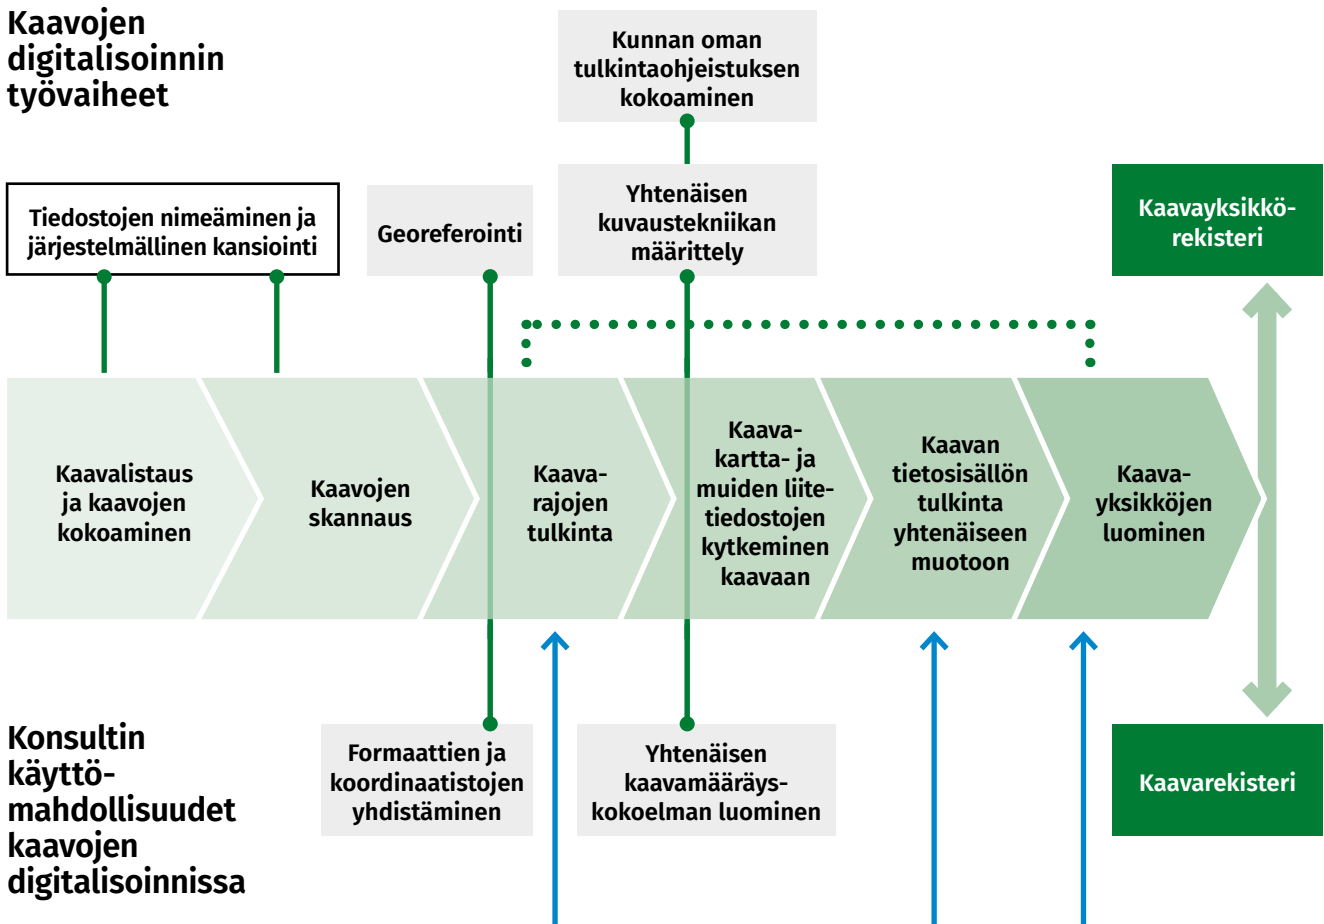 Kaavojen
digitalisoinnin
työvaiheet
Kunnan oman
tulkintaohjeistuksen
kokoaminen
Tiedostojen nimeäminen ja
järjestelmällinen kansiointi
Georeferointi
Yhtenäisen
kuvaustekniikan
määrittely
Kaavayksikkö-
rekisteri
Kaavalistaus
ja kaavojen
kokoaminen
Kaavojen
skannaus
Kaava-
rajojen
tulkinta
Kaava-
kartta- ja
muiden liite-
tiedostojen
kytkeminen
kaavaan
Kaavan
tietosisällön
tulkinta
yhtenäiseen
muotoon
Kaava-
yksikköjen
luominen
Konsultin
käyttö-
mahdollisuudet
kaavojen
digitalisoinnissa
Formaattien ja
koordinaatistojen
yhdistäminen
Yhtenäisen
kaavamääräys-
kokoelman luominen
Kaavarekisteri